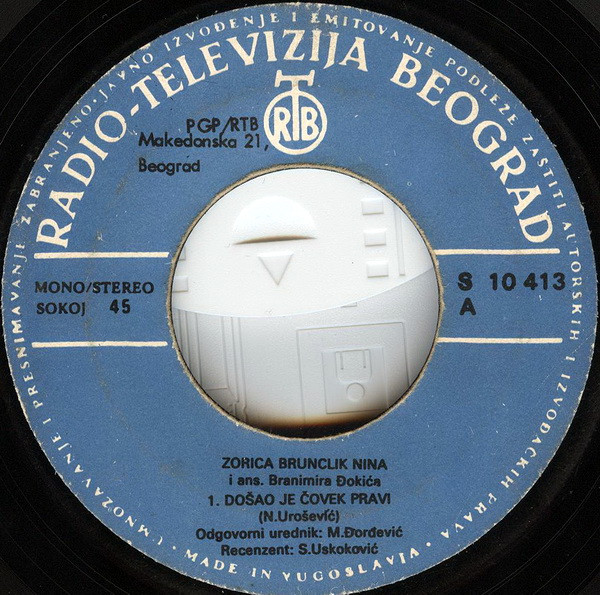 UMNOŽAVANJE I PRESNIMAVANJE ZABRANJENO · JAVNO IZVOĐENJE I EMITOVANJE PODLEŽE ZAŠTITI AUTORSKIH I IZVOĐAČKIH PRAVA ·
RADIO-TELEVIZIJA BEOGRAD
RTB
PGP/RTB
Makedonska 21,
Beograd
MONO/STEREO
SOKOJ 45
S 10 413
A
ZORICA BRUNCLIK NINA
i ans. Branimira Đokića
1. DOŠAO JE ČOVEK PRAVI
(N.Urošević)
Odgovorni urednik: M.Đorđević
Recenzent: S.Uskoković
· MADE IN YUGOSLAVIA ·